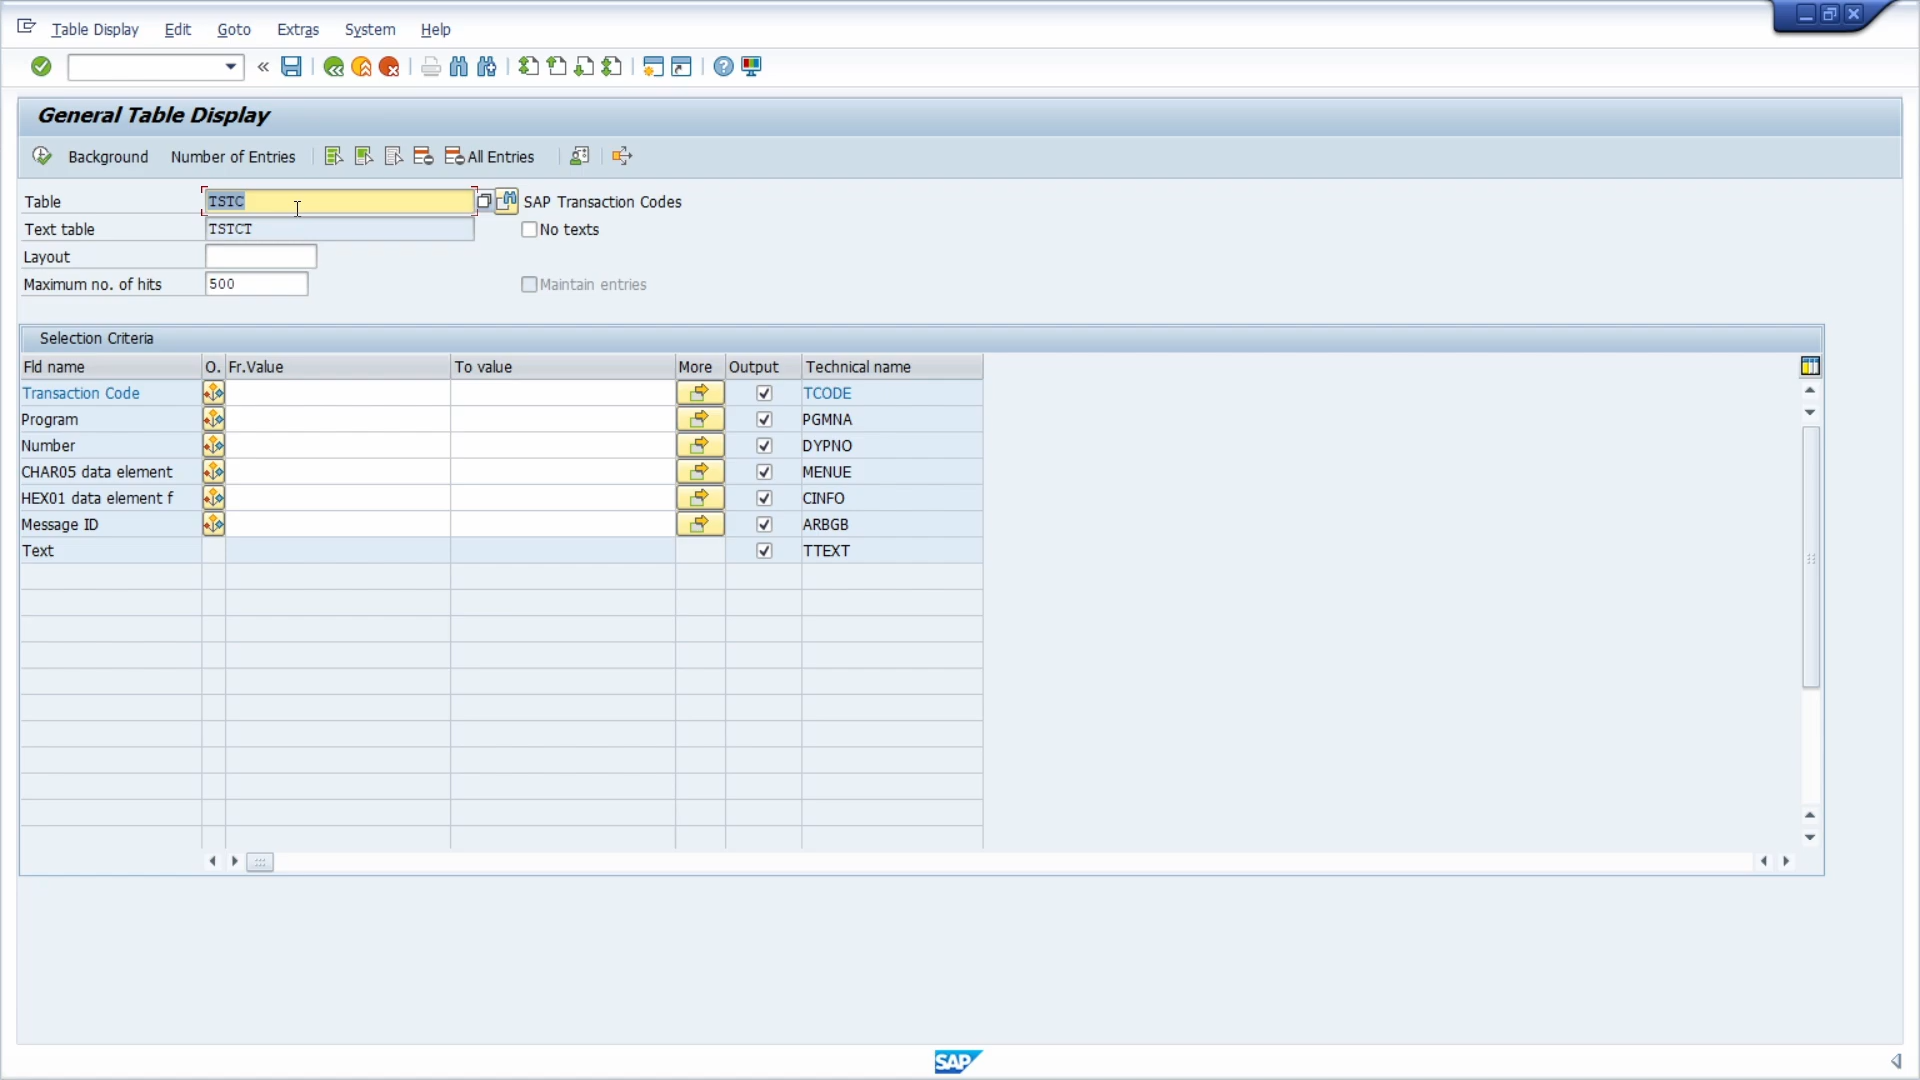 Table Display Edit Goto Extras System Help
General Table Display
Background Number of Entries All Entries
Table TSTC SAP Transaction Codes
Text table TSTCT No texts
Layout
Maximum no. of hits 500 Maintain entries
Selection Criteria
Fld name O. Fr.Value To value More Output Technical name
Transaction Code TCODE
Program PGMNA
Number DYPNO
CHAR05 data element MENUE
HEX01 data element f CINFO
Message ID ARBGB
Text TTEXT
SAP